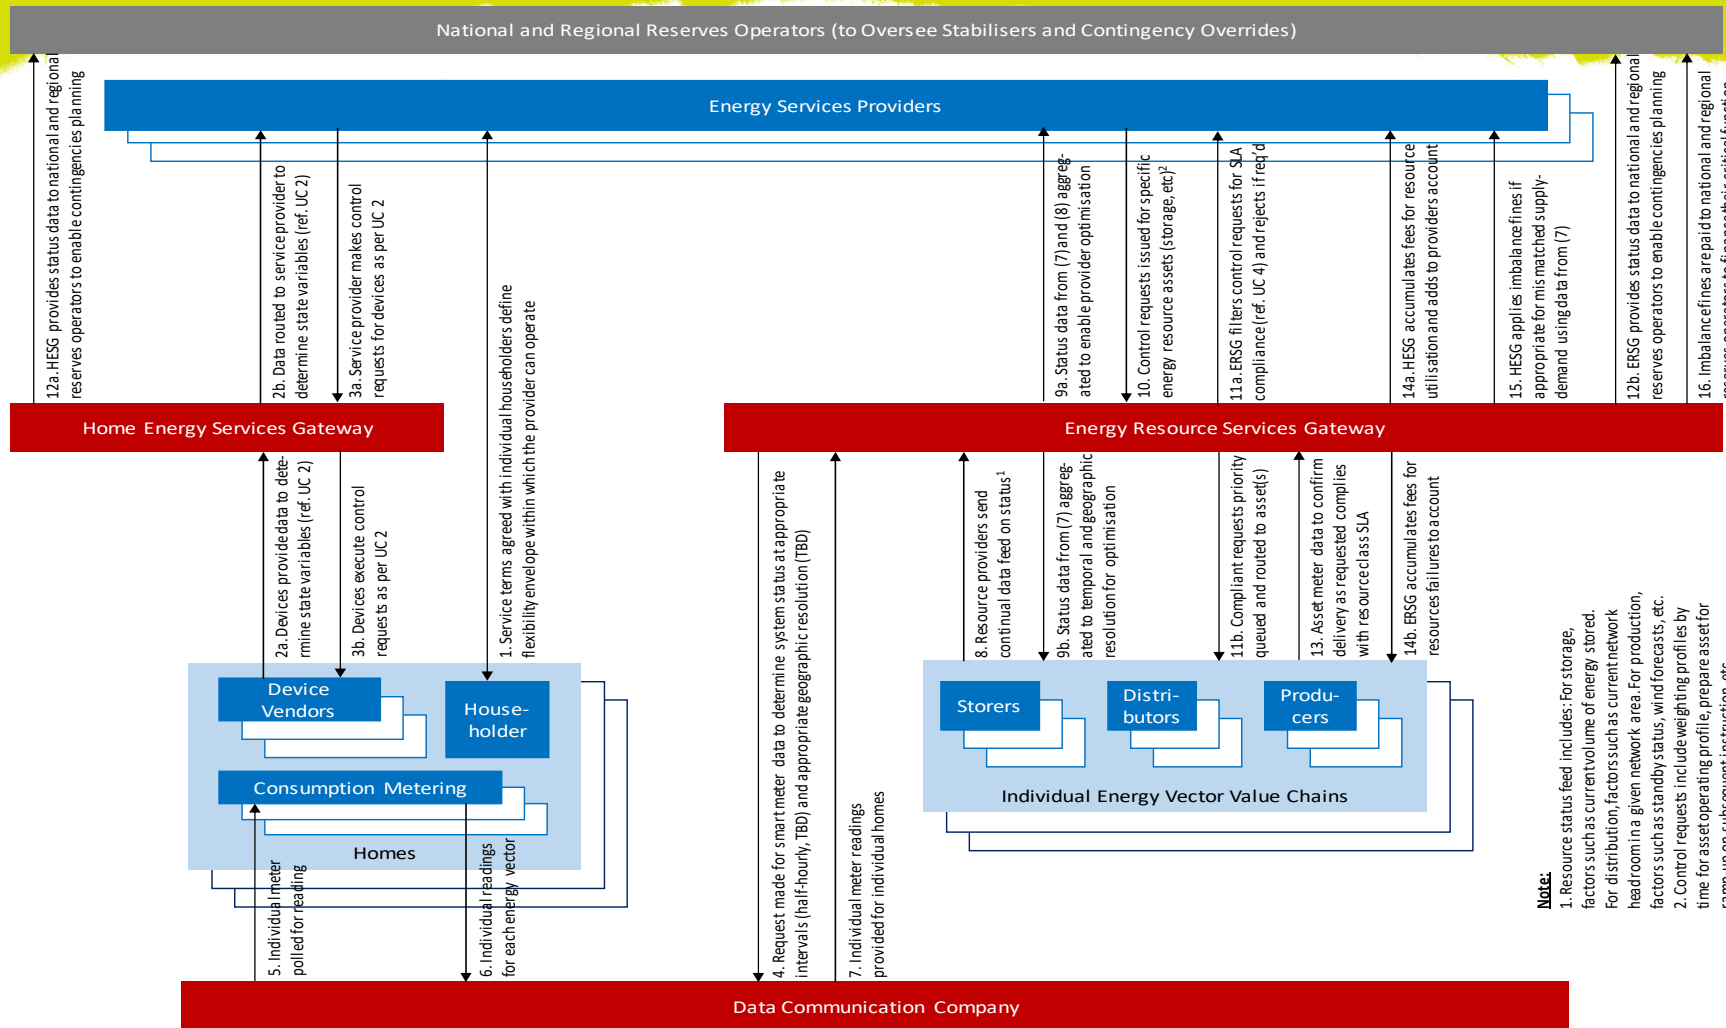 National and Regional Reserves Operators (to Oversee Stabilisers and Contingency Overrides)
Energy Services Providers
12a. HESG provides status data to national and regional
reserves operators to enable contingencies planning
2b. Data routed to service provider to
determine state variables (ref. UC 2)
3a. Service provider makes control
requests for devices as per UC 2
1. Service terms agreed with individual householders define
flexibility envelope within which the provider can operate
9a. Status data from (7) and (8) aggreg-
ated to enable provider optimisation
10. Control requests issued for specific
energy resource assets (storage, etc)²
11a. ERSG filters control requests for SLA
compliance (ref. UC 4) and rejects if req'd
14a. HESG accumulates fees for resource
utilisation and adds to providers account
15. HESG applies imbalance fines if
appropriate for mismatched supply-
demand using data from (7)
12b. ERSG provides status data to national and regional
reserves operators to enable contingencies planning
16. Imbalance fines are paid to national and regional
reserves operators to finance their critical function
Home Energy Services Gateway
Energy Resource Services Gateway
2a. Devices provide data to dete-
rmine state variables (ref. UC 2)
3b. Devices execute control
requests as per UC 2
4. Request made for smart meter data to determine system status at appropriate
intervals (half-hourly, TBD) and appropriate geographic resolution (TBD)
7. Individual meter readings
provided for individual homes
8. Resource providers send
continual data feed on status¹
9b. Status data from (7) aggreg-
ated to temporal and geographic
resolution for optimisation
11b. Compliant requests priority
queued and routed to asset(s)
13. Asset meter data to confirm
delivery as requested complies
with resource class SLA
14b. ERSG accumulates fees for
resources failures to account
Device
Vendors
House-
holder
Consumption Metering
Homes
Storers
Distri-
butors
Produ-
cers
Individual Energy Vector Value Chains
5. Individual meter
polled for reading
6. Individual readings
for each energy vector
Note:
1. Resource status feed includes: For storage,
factors such as current volume of energy stored.
For distribution, factors such as current network
headroom in a given network area. For production,
factors such as standby status, wind forecasts, etc.
2. Control requests include weighting profiles by
time for asset operating profile, prepare asset for
ramp-up on subsequent instruction, etc.
Data Communication Company